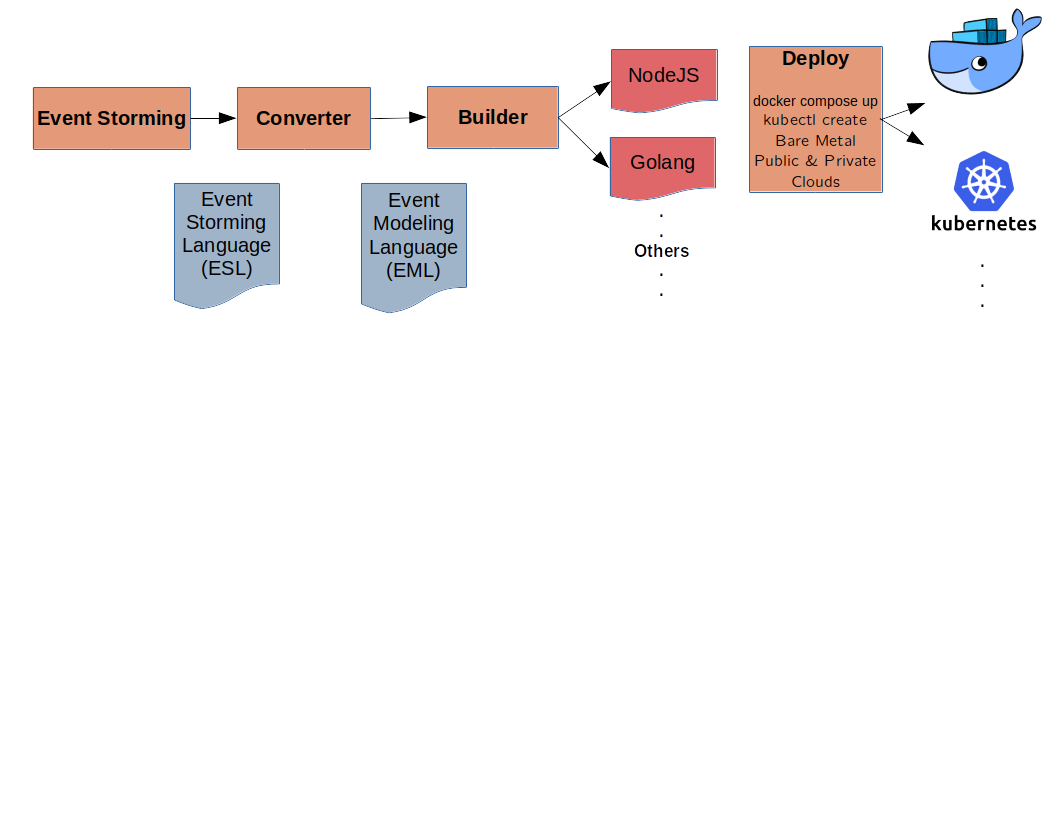 Event Storming
Converter
Builder
NodeJS
Golang
.
.
Others
.
.
Deploy
docker compose up
kubectl create
Bare Metal
Public & Private
Clouds
Event
Storming
Language
(ESL)
Event
Modeling
Language
(EML)
kubernetes
.
.
.